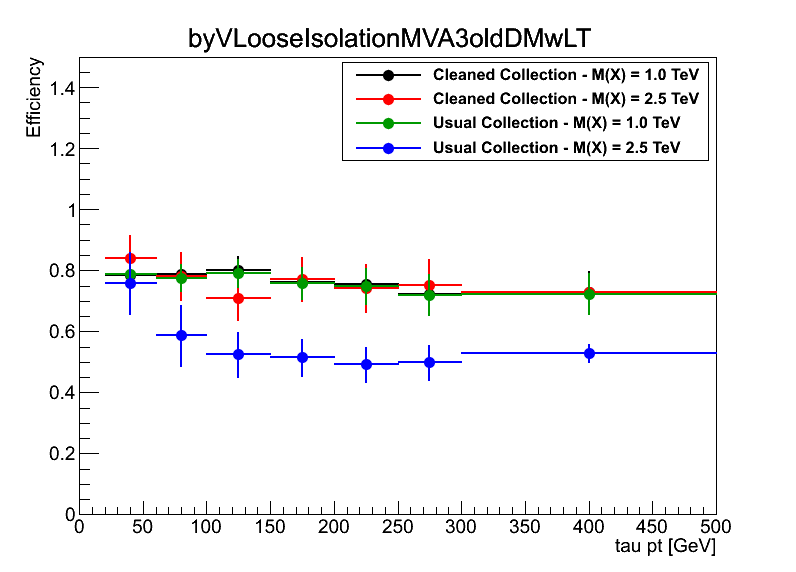 byVLooseIsolationMVA3oldDMwLT
Efficiency
Cleaned Collection - M(X) = 1.0 TeV
Cleaned Collection - M(X) = 2.5 TeV
Usual Collection - M(X) = 1.0 TeV
Usual Collection - M(X) = 2.5 TeV
1.4
1.2
1
0.8
0.6
0.4
0.2
0
0 50 100 150 200 250 300 350 400 450 500
tau pt [GeV]